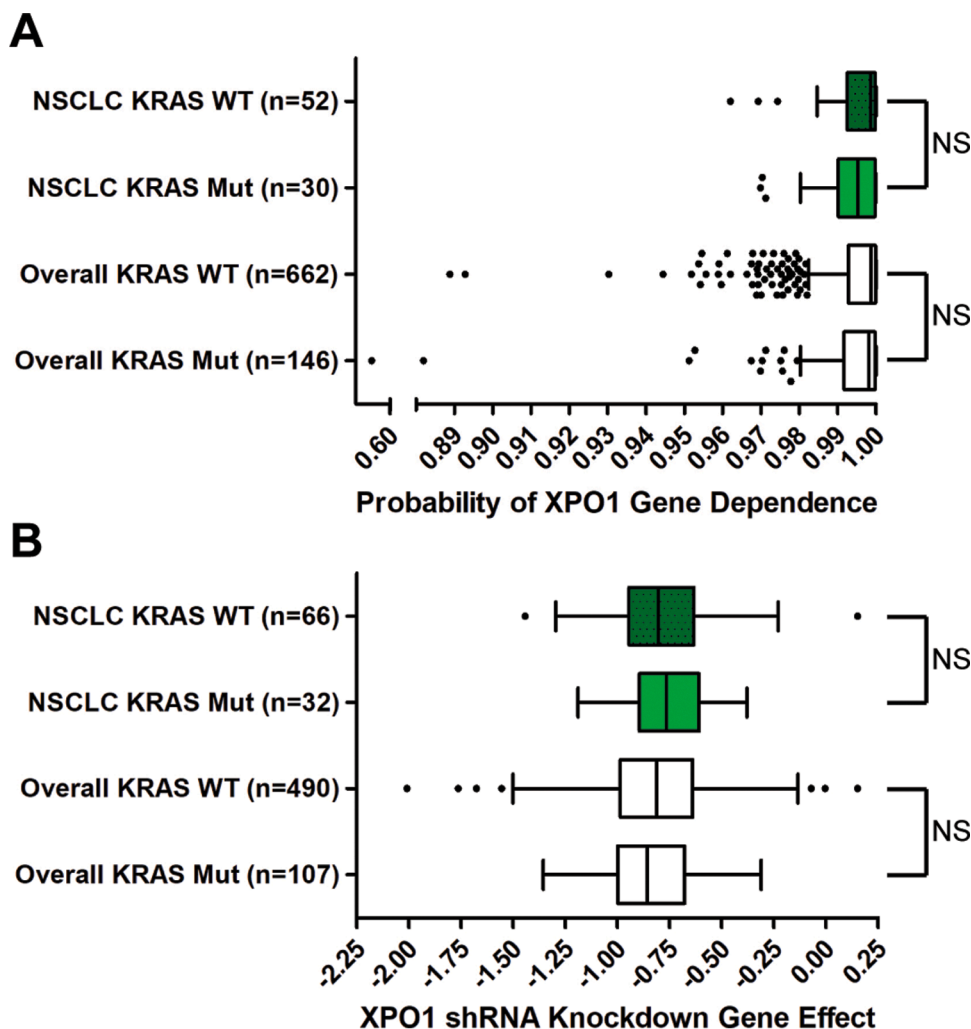 A
NSCLC KRAS WT (n=52)
NSCLC KRAS Mut (n=30)
NS
Overall KRAS WT (n=662)
Overall KRAS Mut (n=146)
NS
0.60 0.89 0.90 0.91 0.92 0.93 0.94 0.95 0.96 0.97 0.98 0.99 1.00
Probability of XPO1 Gene Dependence
B
NSCLC KRAS WT (n=66)
NSCLC KRAS Mut (n=32)
NS
Overall KRAS WT (n=490)
Overall KRAS Mut (n=107)
NS
-2.25 -2.00 -1.75 -1.50 -1.25 -1.00 -0.75 -0.50 -0.25 0.00 0.25
XPO1 shRNA Knockdown Gene Effect